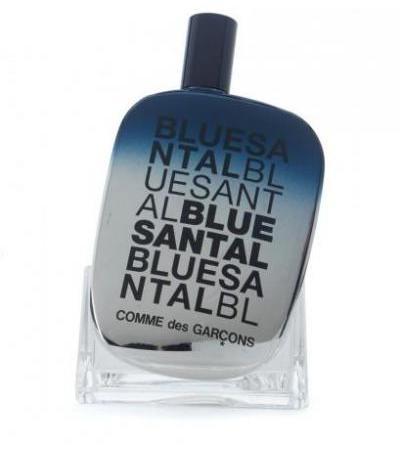 BLUESA
NTALBL
UESANT
ALBLUE
SANTAL
BLUESA
NTALBL
COMME des GARÇONS
*